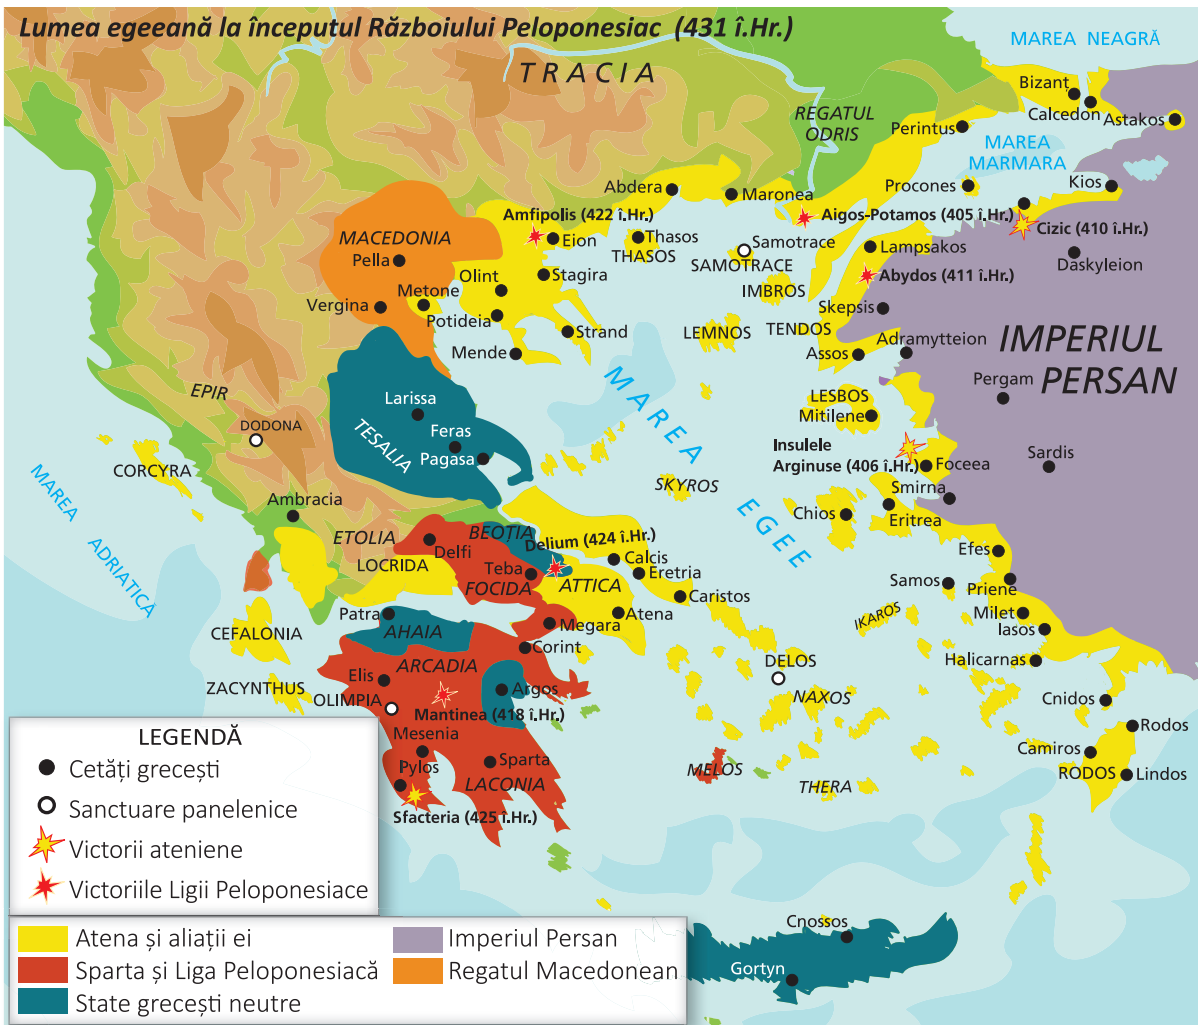 Lumea egeeană la începutul Războiului Peloponesiac (431 î.Hr.)
MAREA NEAGRĂ
TRACIA
Bizant
Calcedon
Astakos
REGATUL
ODRIS
Perintus
MAREA
MARMARA
Procones
Kios
Abdera
Maronea
Amfipolis (422 î.Hr.)
Aigos-Potamos (405 î.Hr.)
Cizic (410 î.Hr.)
MACEDONIA
Pella
Eion
Thasos
THASOS
Samotrace
SAMOTRACE
Lampsakos
Daskyleion
Olint
Stagira
Abydos (411 î.Hr.)
IMBROS
Vergina
Metone
Potideia
Skepsis
Strand
LEMNOS
TENDOS
Mende
Assos
Adramytteion
IMPERIUL
PERSAN
Pergam
EPIR
DODONA
Larissa
TESALIA
Feras
Pagasa
MAREA
EGEE
LESBOS
Mitilene
Insulele
Arginuse (406 î.Hr.)
Foceea
Sardis
CORCYRA
MAREA
ADRIATICĂ
SKYROS
Smirna
Ambracia
Chios
Eritrea
ETOLIA
BEOȚIA
Delium (424 î.Hr.)
Delfi
LOCRIDA
Teba
FOCIDA
ATTICA
Calcis
Eretria
Efes
Caristos
Samos
Priene
Patra
AHAIA
Atena
Megara
IKAROS
Milet
Iasos
CEFALONIA
Corint
ARCADIA
DELOS
Halicarnas
ZACYNTHUS
Elis
OLIMPIA
Argos
NAXOS
Cnidos
Mantinea (418 î.Hr.)
Mesenia
Rodos
Camiros
Pylos
Sparta
LACONIA
MELOS
THERA
RODOS
Lindos
Sfacteria (425 î.Hr.)
Cnossos
Gortyn
LEGENDĂ
Cetăți grecești
Sanctuare panelenice
Victorii ateniene
Victoriile Ligii Peloponesiace
Atena și aliații ei
Imperiul Persan
Sparta și Liga Peloponesiacă
Regatul Macedonean
State grecești neutre